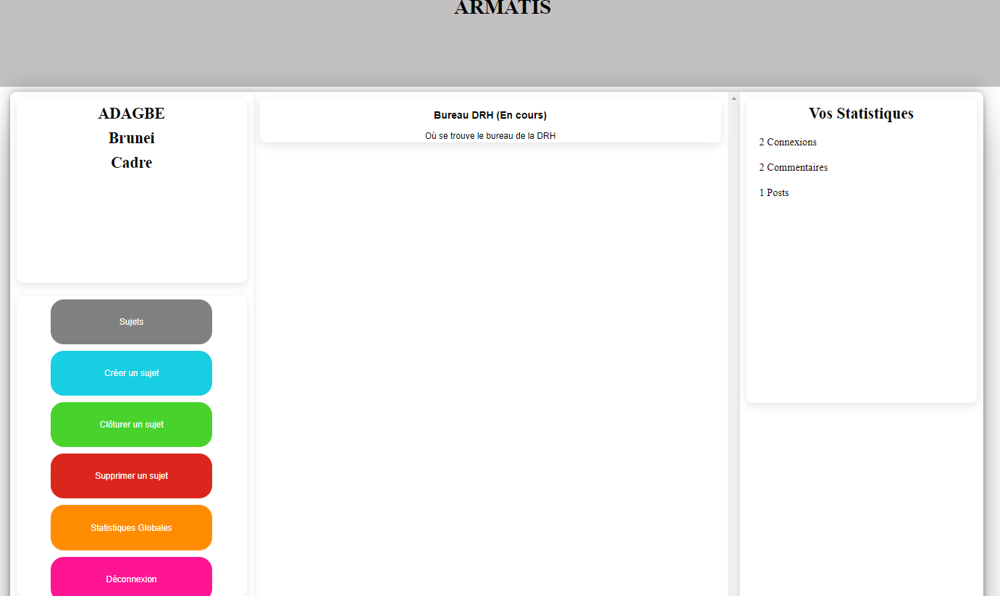 ARMATIS
ADAGBE
Brunei
Cadre
Sujets
Créer un sujet
Clôturer un sujet
Supprimer un sujet
Statistiques Globales
Déconnexion
Bureau DRH (En cours)
Où se trouve le bureau de la DRH
Vos Statistiques
2 Connexions
2 Commentaires
1 Posts